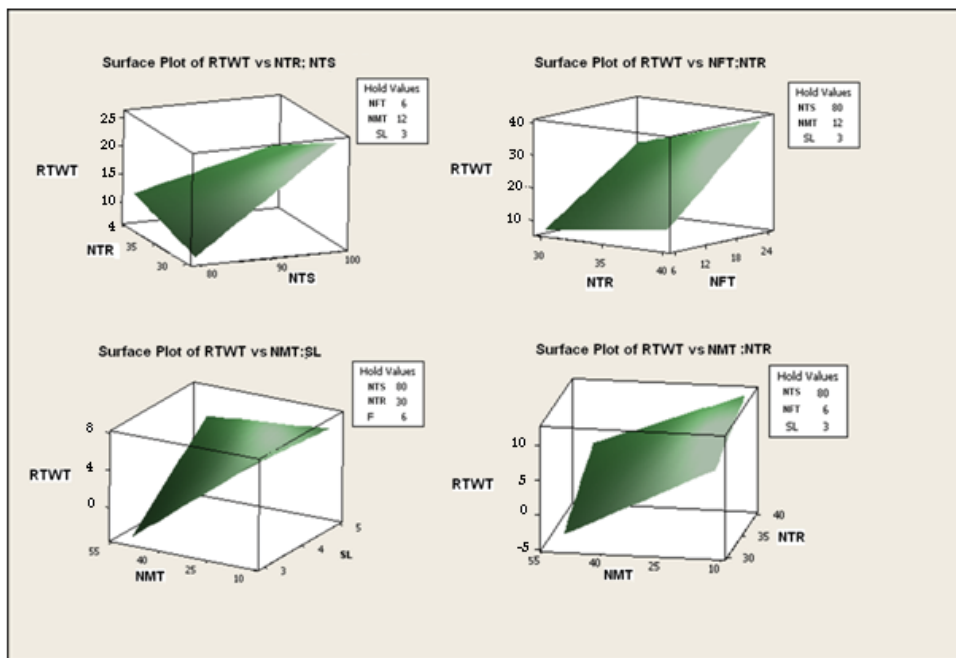 Surface Plot of RTWT vs NTR; NTS
Hold Values
NFT 6
NMT 12
SL 3
25
20
15
10
4
RTWT
NTR
35
30
80
90
100
NTS
Surface Plot of RTWT vs NFT:NTR
Hold Values
NTS 80
NMT 12
SL 3
40
30
20
10
RTWT
30
35
40
NTR
6
12
18
24
NFT
Surface Plot of RTWT vs NMT:SL
Hold Values
NTS 80
NTR 30
F 6
8
4
0
RTWT
55
40
25
10
NMT
3
4
5
SL
Surface Plot of RTWT vs NMT :NTR
Hold Values
NTS 80
NFT 6
SL 3
10
5
0
-5
RTWT
55
40
25
10
NMT
30
35
40
NTR